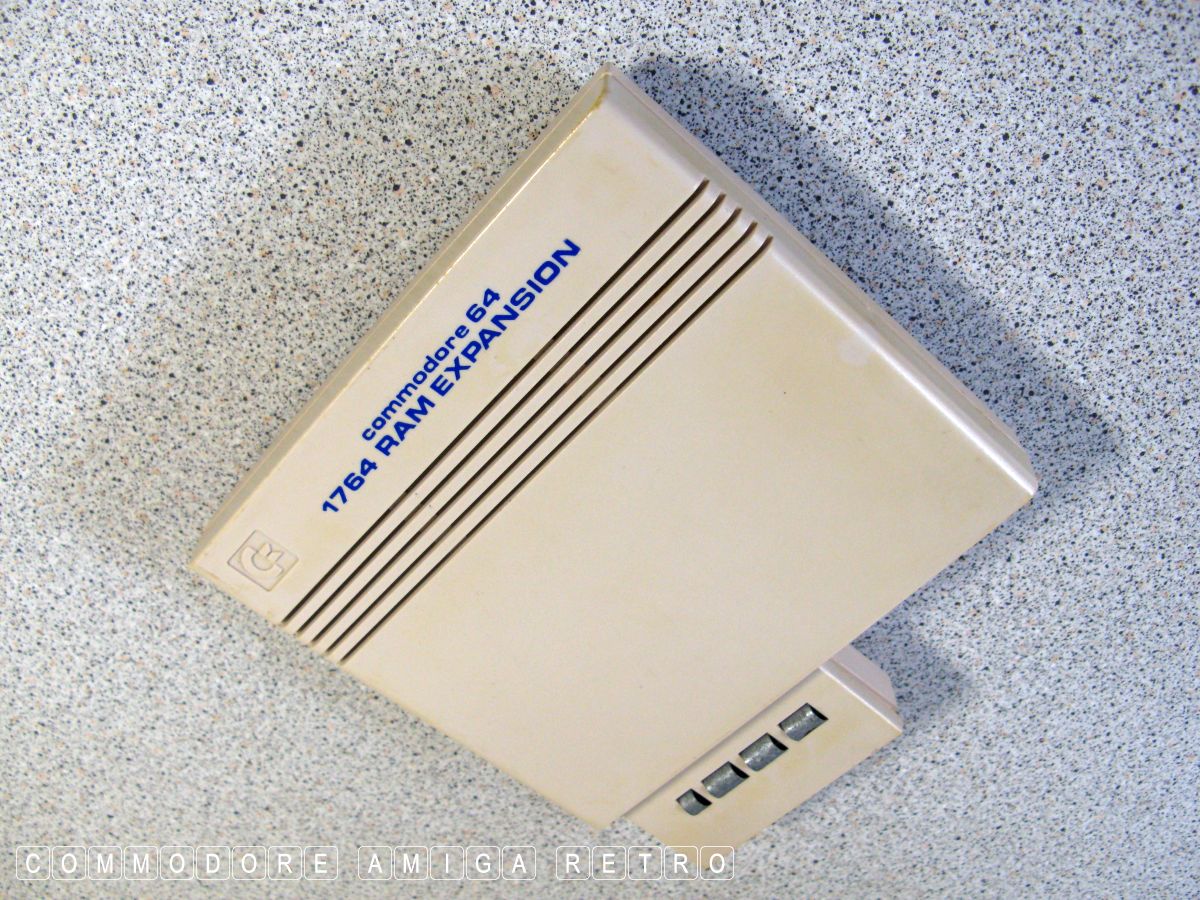 commodore 64
1764 RAM EXPANSION
COMMODORE AMIGA RETRO